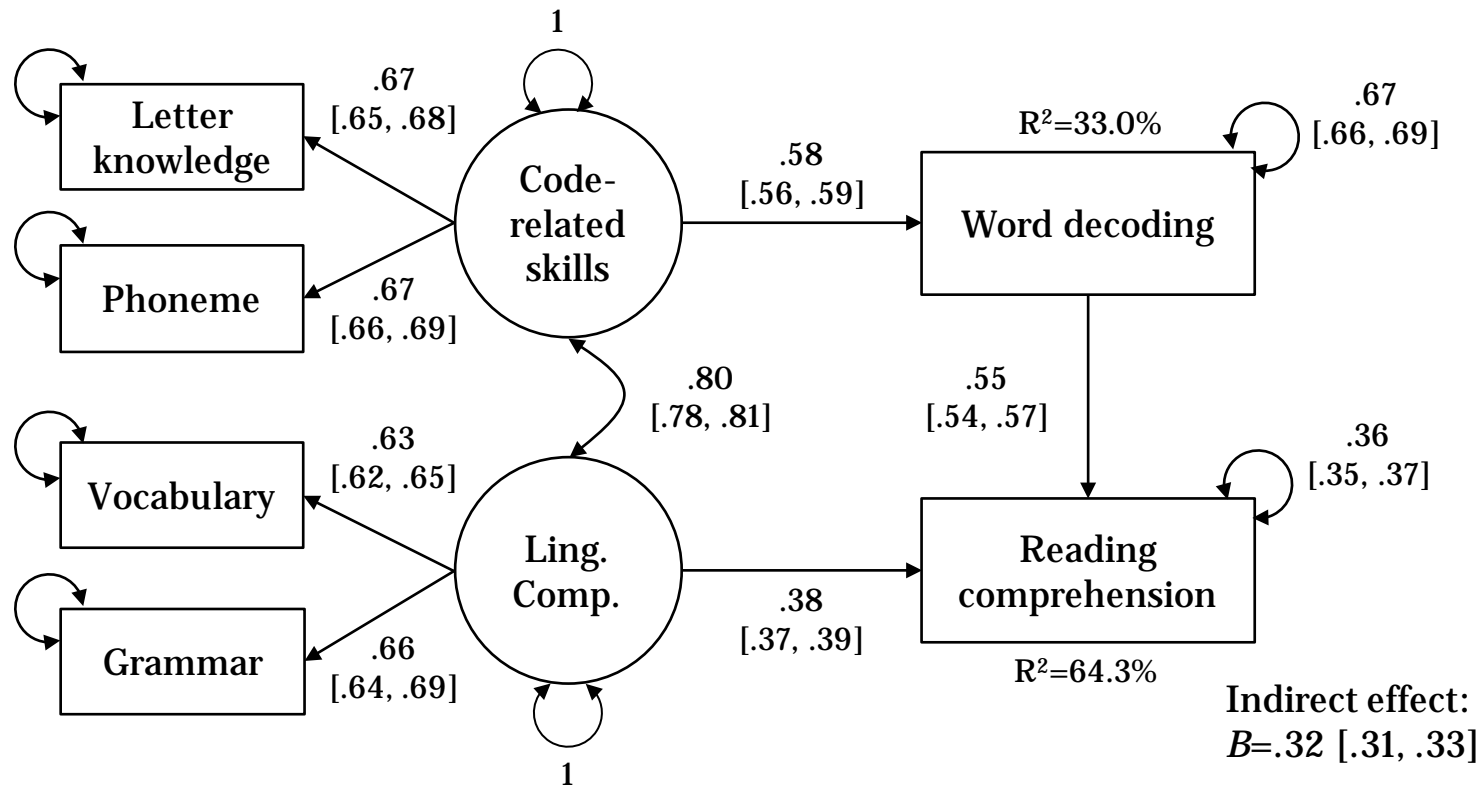 1
.67
[.65, .68]
Letter
knowledge
Code-
related
skills
.58
[.56, .59]
R²=33.0%
.67
[.66, .69]
Word decoding
Phoneme
.67
[.66, .69]
.80
[.78, .81]
.55
[.54, .57]
.63
[.62, .65]
Vocabulary
.36
[.35, .37]
Ling.
Comp.
Reading
comprehension
.38
[.37, .39]
Grammar
.66
[.64, .69]
R²=64.3%
Indirect effect:
B=.32 [.31, .33]
1